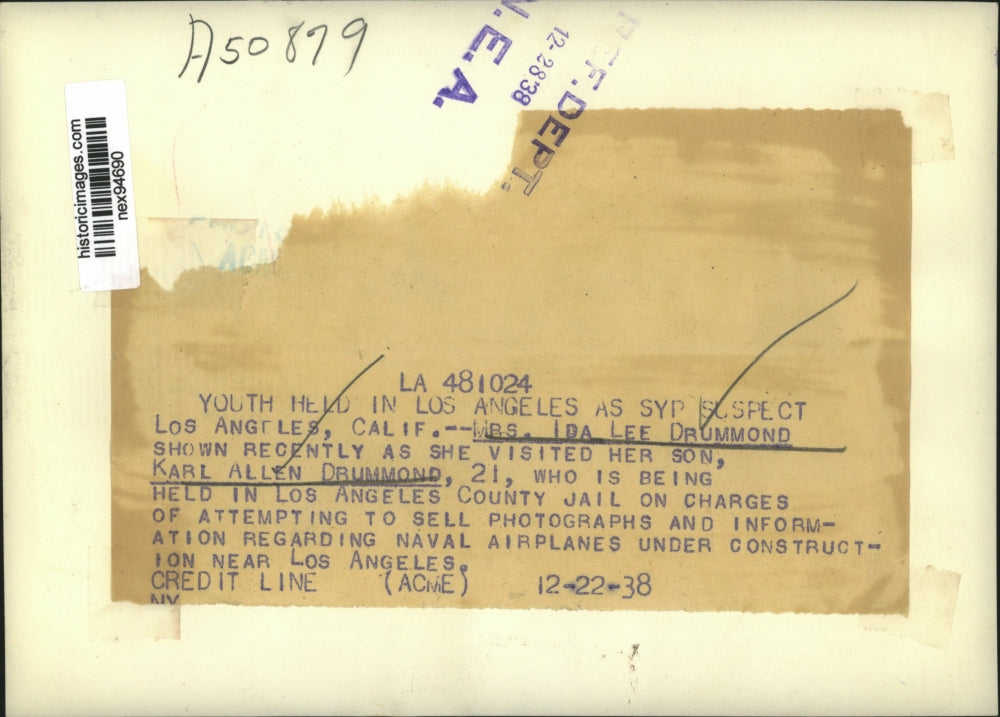 A50879
N.E.A.
12-28 38
REF. DEPT.
historicimages.com
nex94690
LA 481024
YOUTH HELD IN LOS ANGELES AS SYP SUSPECT
LOS ANGELES, CALIF.--MRS. IDA LEE DRUMMOND
SHOWN RECENTLY AS SHE VISITED HER SON,
KARL ALLEN DRUMMOND, 21, WHO IS BEING
HELD IN LOS ANGELES COUNTY JAIL ON CHARGES
OF ATTEMPTING TO SELL PHOTOGRAPHS AND INFORM-
ATION REGARDING NAVAL AIRPLANES UNDER CONSTRUCT-
ION NEAR LOS ANGELES.
CREDIT LINE (ACME) 12-22-38
NY